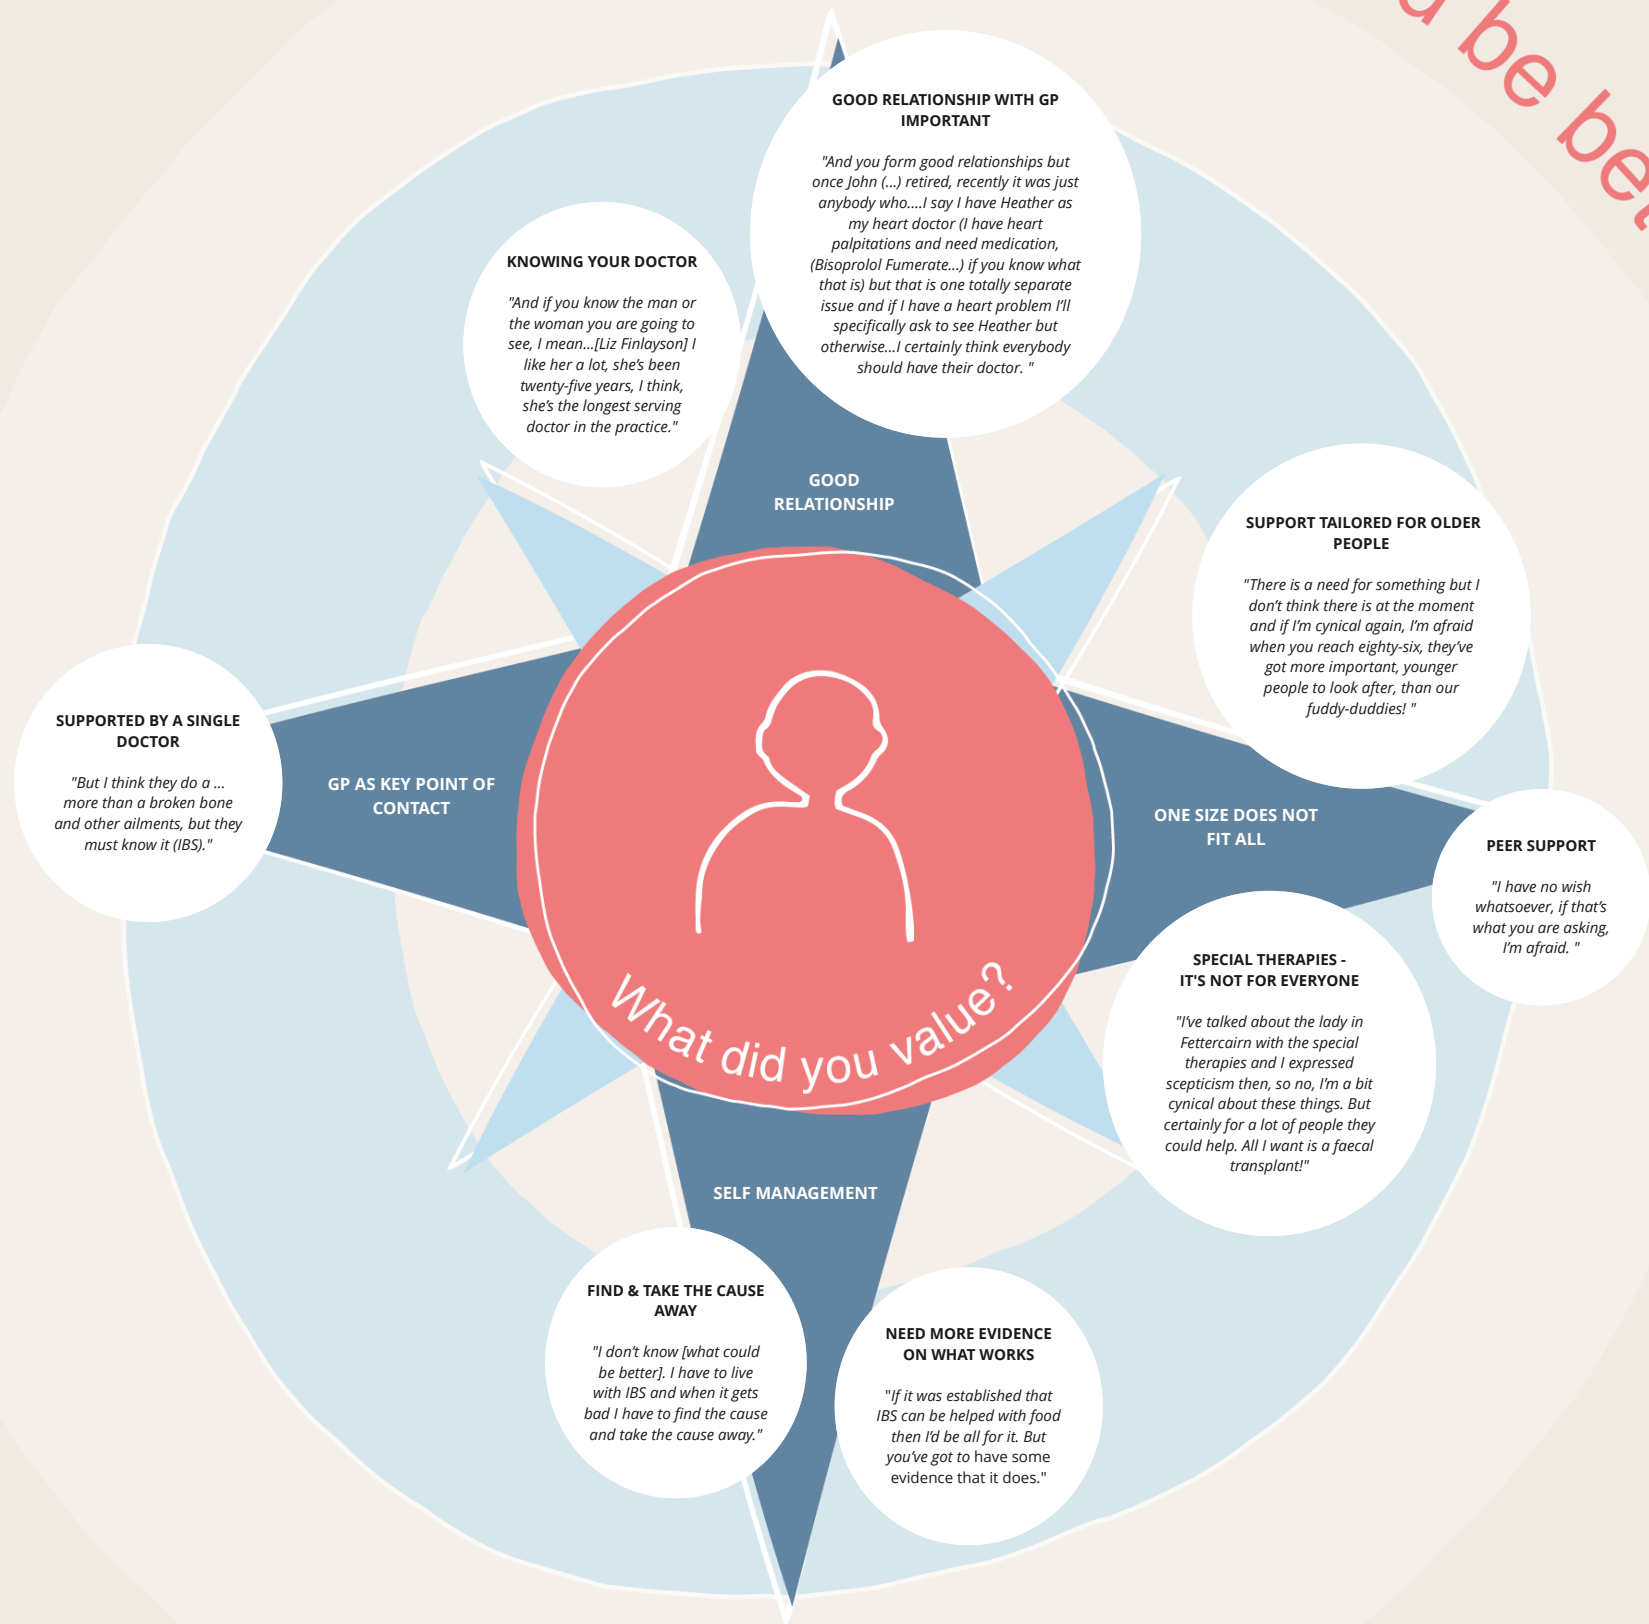 be
GOOD RELATIONSHIP WITH GP
IMPORTANT
"And you form good relationships but
once John (...) retired, recently it was just
anybody who....I say I have Heather as
my heart doctor (I have heart
palpitations and need medication,
(Bisoprolol Fumerate...) if you know what
that is) but that is one totally separate
issue and if I have a heart problem I’ll
specifically ask to see Heather but
otherwise...I certainly think everybody
should have their doctor. "
KNOWING YOUR DOCTOR
"And if you know the man or
the woman you are going to
see, I mean...[Liz Finlayson] I
like her a lot, she’s been
twenty-five years, I think,
she’s the longest serving
doctor in the practice."
GOOD
RELATIONSHIP
SUPPORT TAILORED FOR OLDER
PEOPLE
"There is a need for something but I
don’t think there is at the moment
and if I’m cynical again, I’m afraid
when you reach eighty-six, they’ve
got more important, younger
people to look after, than our
fuddy-duddies! "
SUPPORTED BY A SINGLE
DOCTOR
"But I think they do a ...
more than a broken bone
and other ailments, but they
must know it (IBS)."
GP AS KEY POINT OF
CONTACT
ONE SIZE DOES NOT
FIT ALL
PEER SUPPORT
"I have no wish
whatsoever, if that’s
what you are asking,
I’m afraid. "
SPECIAL THERAPIES -
IT'S NOT FOR EVERYONE
"I’ve talked about the lady in
Fettercairn with the special
therapies and I expressed
scepticism then, so no, I’m a bit
cynical about these things. But
certainly for a lot of people they
could help. All I want is a faecal
transplant!"
What did you value?
SELF MANAGEMENT
FIND & TAKE THE CAUSE
AWAY
"I don’t know [what could
be better]. I have to live
with IBS and when it gets
bad I have to find the cause
and take the cause away."
NEED MORE EVIDENCE
ON WHAT WORKS
"If it was established that
IBS can be helped with food
then I’d be all for it. But
you’ve got to have some
evidence that it does."